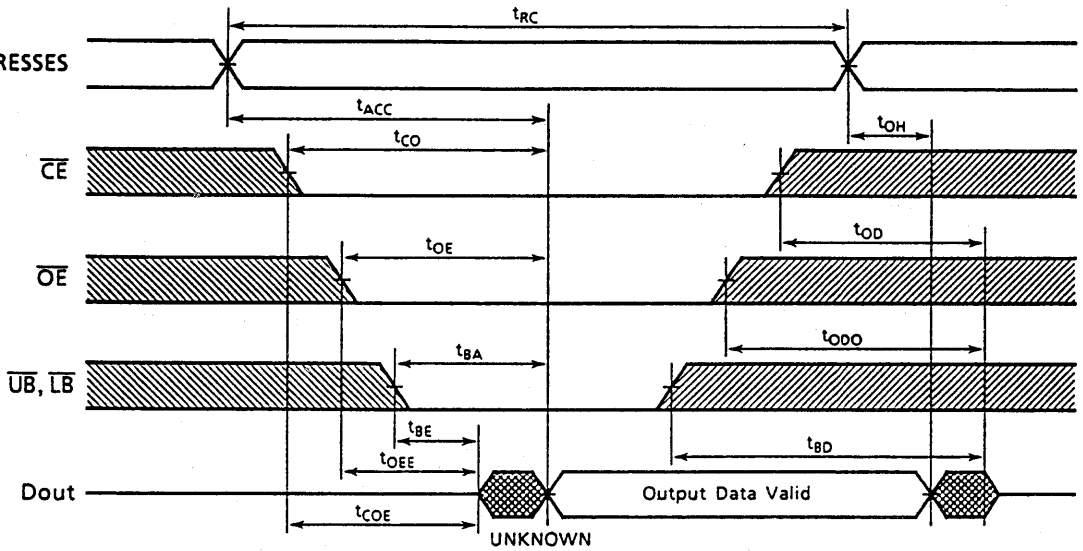 tRC
RESSES
tACC
tOH
tCO
CE
tOD
tOE
OE
tODO
tBA
UB, LB
tBE
tBD
tOEE
Dout
Output Data Valid
tCOE
UNKNOWN